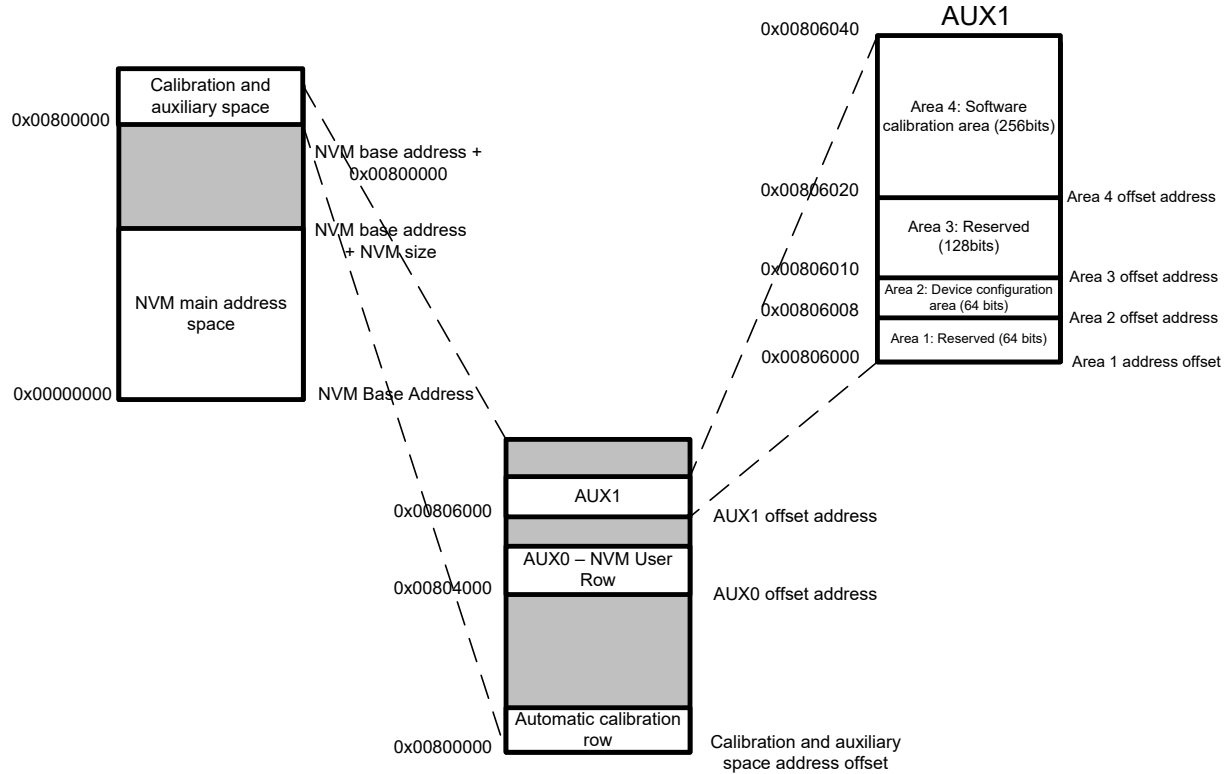 AUX1
0x00806040
Calibration and
auxiliary space
0x00800000
NVM base address +
0x00800000
NVM base address
+ NVM size
NVM main address
space
0x00000000
NVM Base Address
Area 4: Software
calibration area (256bits)
0x00806020
Area 4 offset address
Area 3: Reserved
(128bits)
0x00806010
Area 3 offset address
Area 2: Device configuration
area (64 bits)
0x00806008
Area 2 offset address
Area 1: Reserved (64 bits)
0x00806000
Area 1 address offset
AUX1
0x00806000
AUX1 offset address
AUX0 – NVM User
Row
0x00804000
AUX0 offset address
Automatic calibration
row
0x00800000
Calibration and auxiliary
space address offset